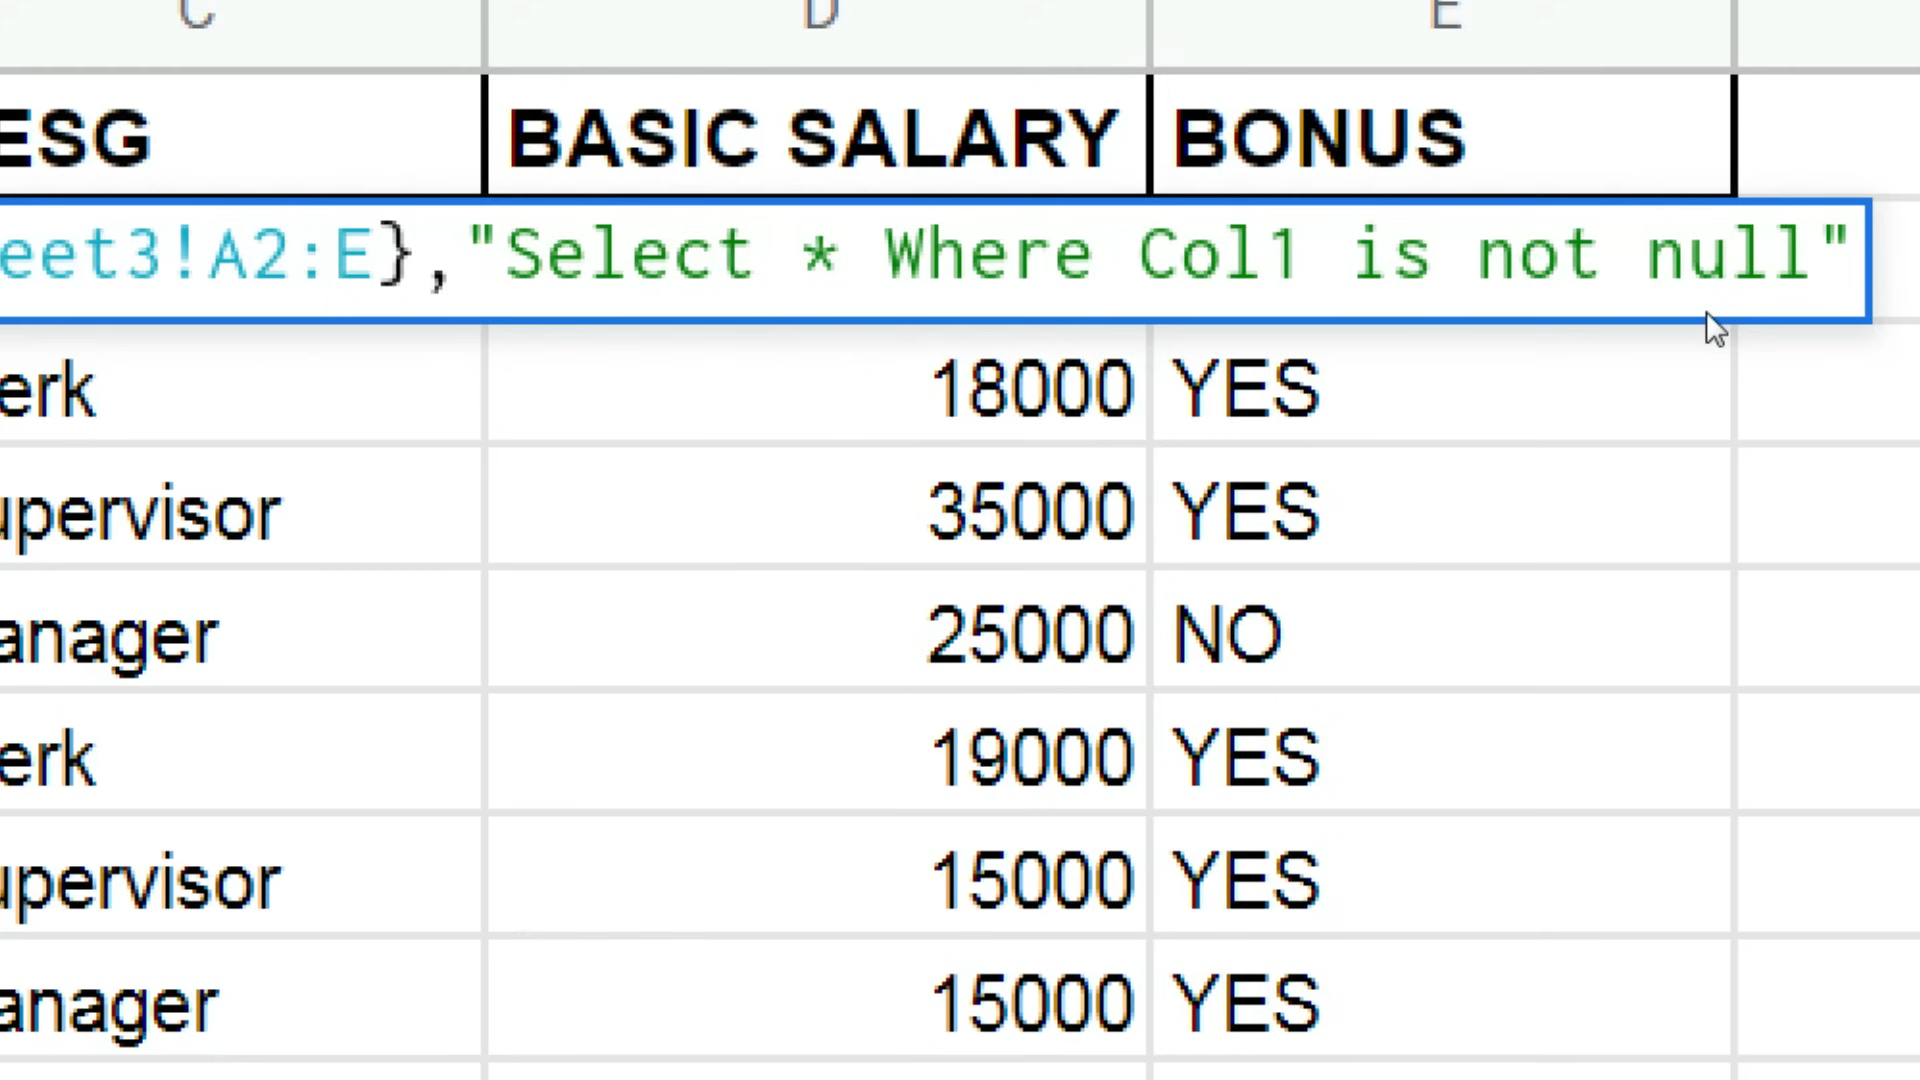 C D E
ESG BASIC SALARY BONUS
eet3!A2:E},"Select * Where Col1 is not null"
erk 18000 YES
upervisor 35000 YES
anager 25000 NO
erk 19000 YES
upervisor 15000 YES
anager 15000 YES